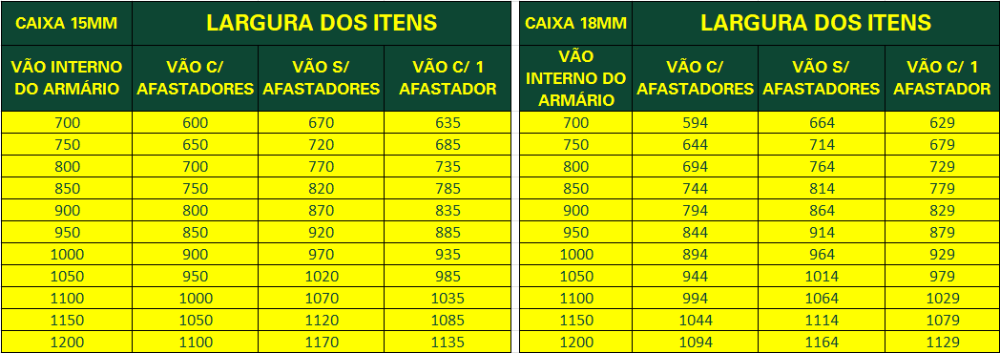 CAIXA 15MM LARGURA DOS ITENS
VÃO INTERNO DO ARMÁRIO VÃO C/ AFASTADORES VÃO S/ AFASTADORES VÃO C/ 1 AFASTADOR
700 600 670 635
750 650 720 685
800 700 770 735
850 750 820 785
900 800 870 835
950 850 920 885
1000 900 970 935
1050 950 1020 985
1100 1000 1070 1035
1150 1050 1120 1085
1200 1100 1170 1135
CAIXA 18MM LARGURA DOS ITENS
VÃO INTERNO DO ARMÁRIO VÃO C/ AFASTADORES VÃO S/ AFASTADORES VÃO C/ 1 AFASTADOR
700 594 664 629
750 644 714 679
800 694 764 729
850 744 814 779
900 794 864 829
950 844 914 879
1000 894 964 929
1050 944 1014 979
1100 994 1064 1029
1150 1044 1114 1079
1200 1094 1164 1129